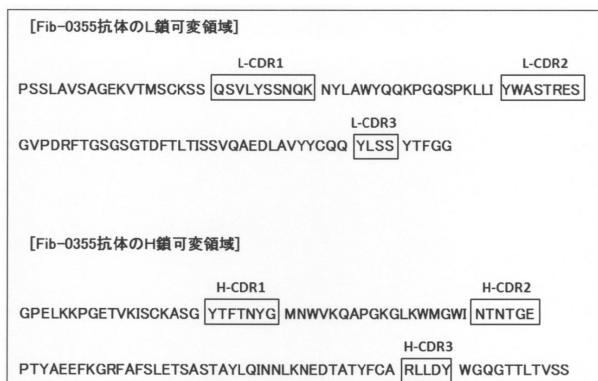 [Fib-0355抗体のL鎖可変領域]
L-CDR1 L-CDR2
PSSLAVSAGEKVTMSCKSS QSVLYSSNQK NYLAWYQQKPGQSPKLLI YWASTRES
L-CDR3
GVPDRFTGSGSGTDFTLTISSVQAEDLAVYYCQQ YLSS YTFGG
[Fib-0355抗体のH鎖可変領域]
H-CDR1 H-CDR2
GPELKKPGETVKISCKASG YTFTNYG MNWVKQAPGKGLKWMGWI NTNTGE
H-CDR3
PTYAEEFKGRFAFSLETSASTAYLQINNLKNEDTATYFCA RLLDY WGQGTTLTVSS